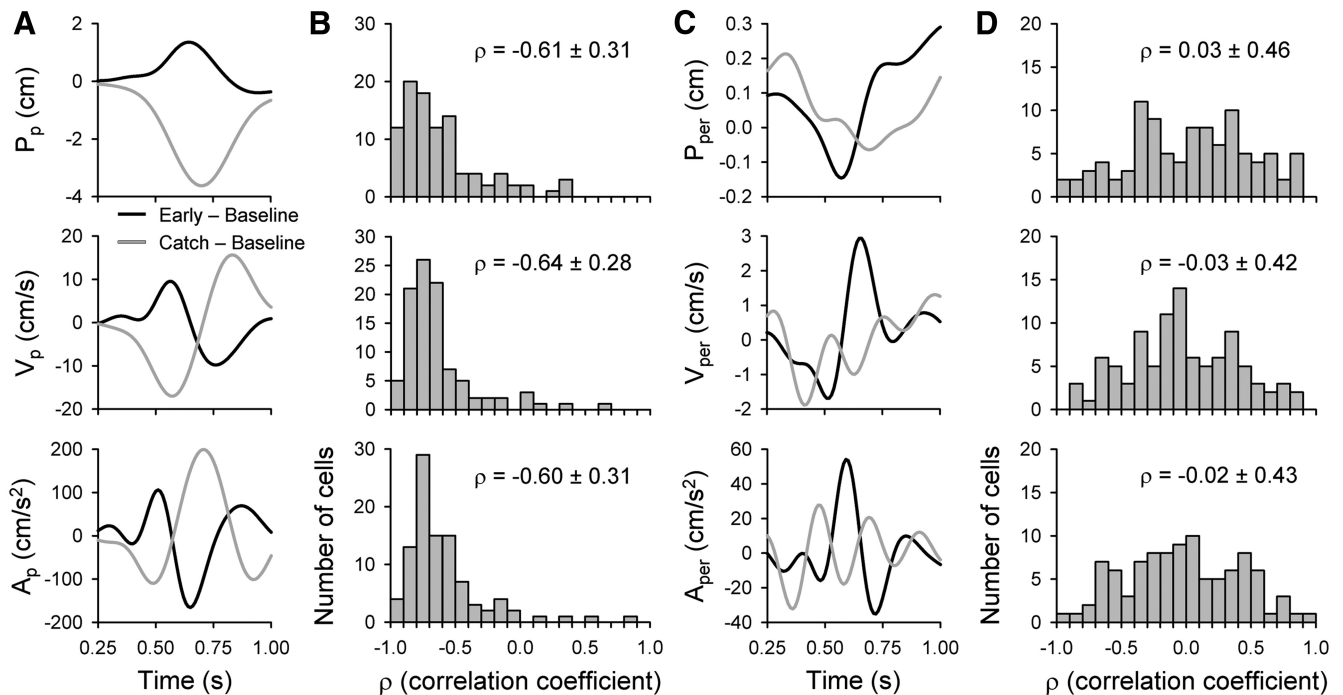 A
B
C
D
2
0
-2
-4
P_p (cm)
Early – Baseline
Catch – Baseline
30
20
10
0
ρ = -0.61 ± 0.31
0.3
0.2
0.1
0.0
-0.1
-0.2
P_per (cm)
20
15
10
5
0
ρ = 0.03 ± 0.46
20
10
0
-10
-20
V_p (cm/s)
30
25
20
15
10
5
0
ρ = -0.64 ± 0.28
3
2
1
0
-1
-2
V_per (cm/s)
20
15
10
5
0
ρ = -0.03 ± 0.42
200
100
0
-100
-200
A_p (cm/s²)
0.25 0.50 0.75 1.00
Time (s)
30
20
10
0
Number of cells
ρ = -0.60 ± 0.31
-1.0 -0.5 0.0 0.5 1.0
ρ (correlation coefficient)
60
40
20
0
-20
-40
A_per (cm/s²)
0.25 0.50 0.75 1.00
Time (s)
20
15
10
5
0
Number of cells
ρ = -0.02 ± 0.43
-1.0 -0.5 0.0 0.5 1.0
ρ (correlation coefficient)